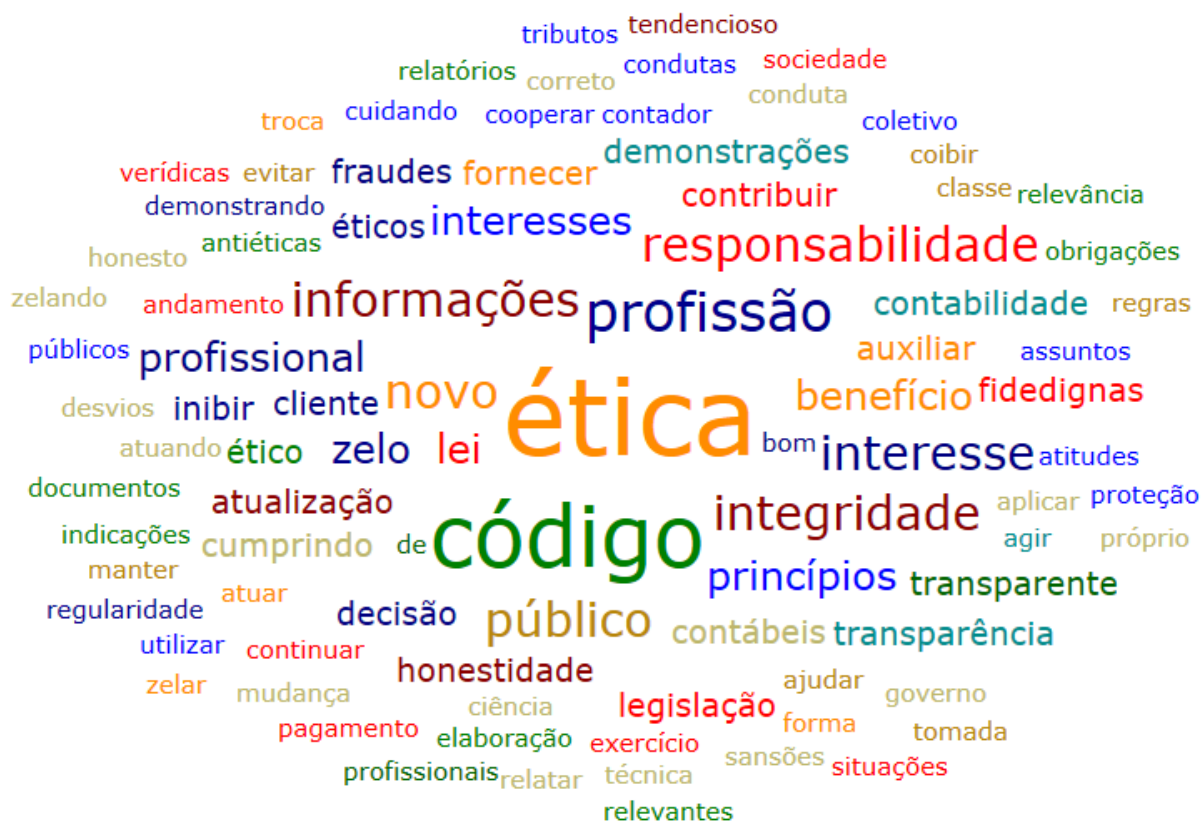 tributos tendencioso
relatórios correto condutas sociedade
conduta
troca cuidando cooperar contador coletivo
demonstrações coibir
verídicas evitar fraudes fornecer contribuir classe relevância
demonstrando éticos interesses
honesto antiéticas responsabilidade obrigações
zelando andamento informações profissão contabilidade regras
públicos profissional auxiliar assuntos
desvios inibir cliente novo ética benefício fidedignas
atuando ético zelo lei bom interesse atitudes
documentos atualização código integridade aplicar proteção
indicações cumprindo de agir próprio
manter princípios transparente
regularidade atuar decisão público contábeis transparência
utilizar continuar
zelar mudança honestidade ajudar governo
ciência legislação
pagamento elaboração exercício forma tomada
profissionais relatar técnica sansões situações
relevantes